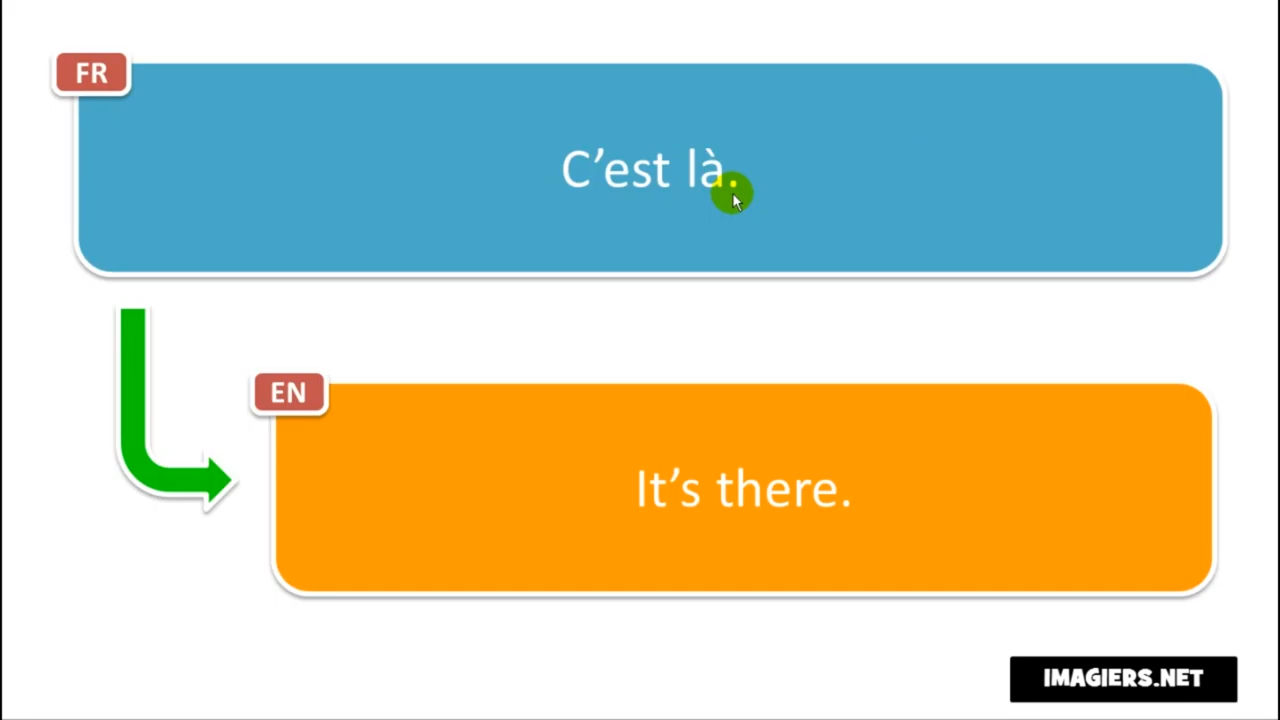 FR
C’est là.
EN
It’s there.
IMAGIERS.NET